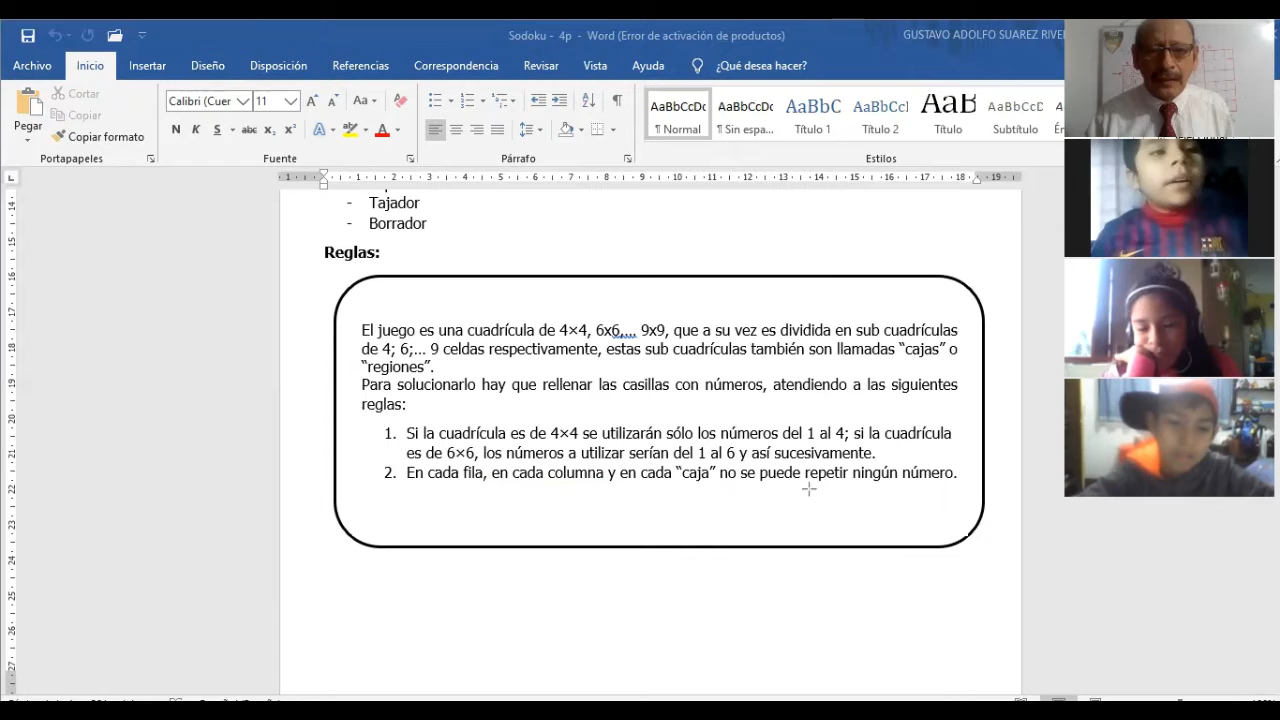 Sodoku - 4p - Word (Error de activación de productos)
GUSTAVO ADOLFO SUAREZ RIVE
Archivo Inicio Insertar Diseño Disposición Referencias Correspondencia Revisar Vista Ayuda ¿Qué desea hacer?
Pegar
Cortar
Copiar
Copiar formato
Portapapeles
Calibri (Cuer 11
N K S abc x₂ x²
Fuente
Párrafo
AaBbCcDc AaBbCcDc AaBbC AaBbCcI AaB AaBbCcD
¶ Normal ¶ Sin espa... Título 1 Título 2 Título Subtítulo
Estilos
- Tajador
- Borrador
Reglas:
El juego es una cuadrícula de 4×4, 6x6,... 9x9, que a su vez es dividida en sub cuadrículas
de 4; 6;... 9 celdas respectivamente, estas sub cuadrículas también son llamadas “cajas” o
“regiones”.
Para solucionarlo hay que rellenar las casillas con números, atendiendo a las siguientes
reglas:
1. Si la cuadrícula es de 4×4 se utilizarán sólo los números del 1 al 4; si la cuadrícula
es de 6×6, los números a utilizar serían del 1 al 6 y así sucesivamente.
2. En cada fila, en cada columna y en cada “caja” no se puede repetir ningún número.